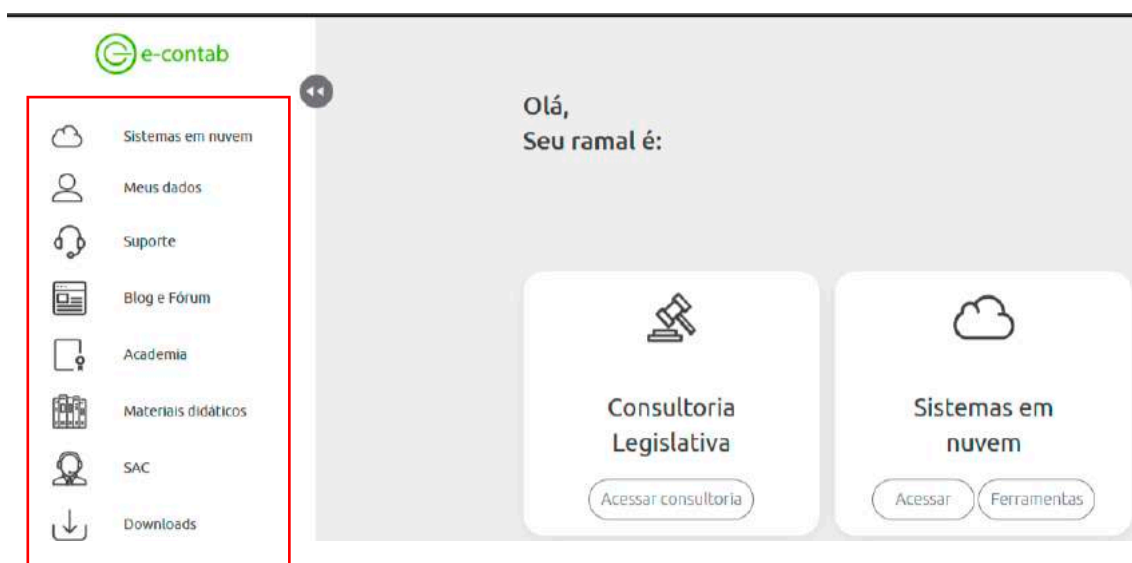 e-contab
Sistemas em nuvem
Meus dados
Suporte
Blog e Fórum
Academia
Materiais didáticos
SAC
Downloads
Olá,
Seu ramal é:
Consultoria
Legislativa
Acessar consultoria
Sistemas em
nuvem
Acessar
Ferramentas